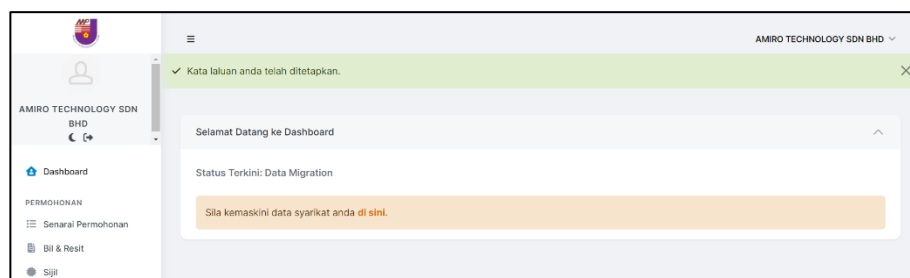 MP
AMIRO TECHNOLOGY SDN BHD
Kata laluan anda telah ditetapkan.
AMIRO TECHNOLOGY SDN
BHD
Selamat Datang ke Dashboard
Dashboard
Status Terkini: Data Migration
PERMOHONAN
Sila kemaskini data syarikat anda di sini.
Senarai Permohonan
Bil & Resit
Sijil